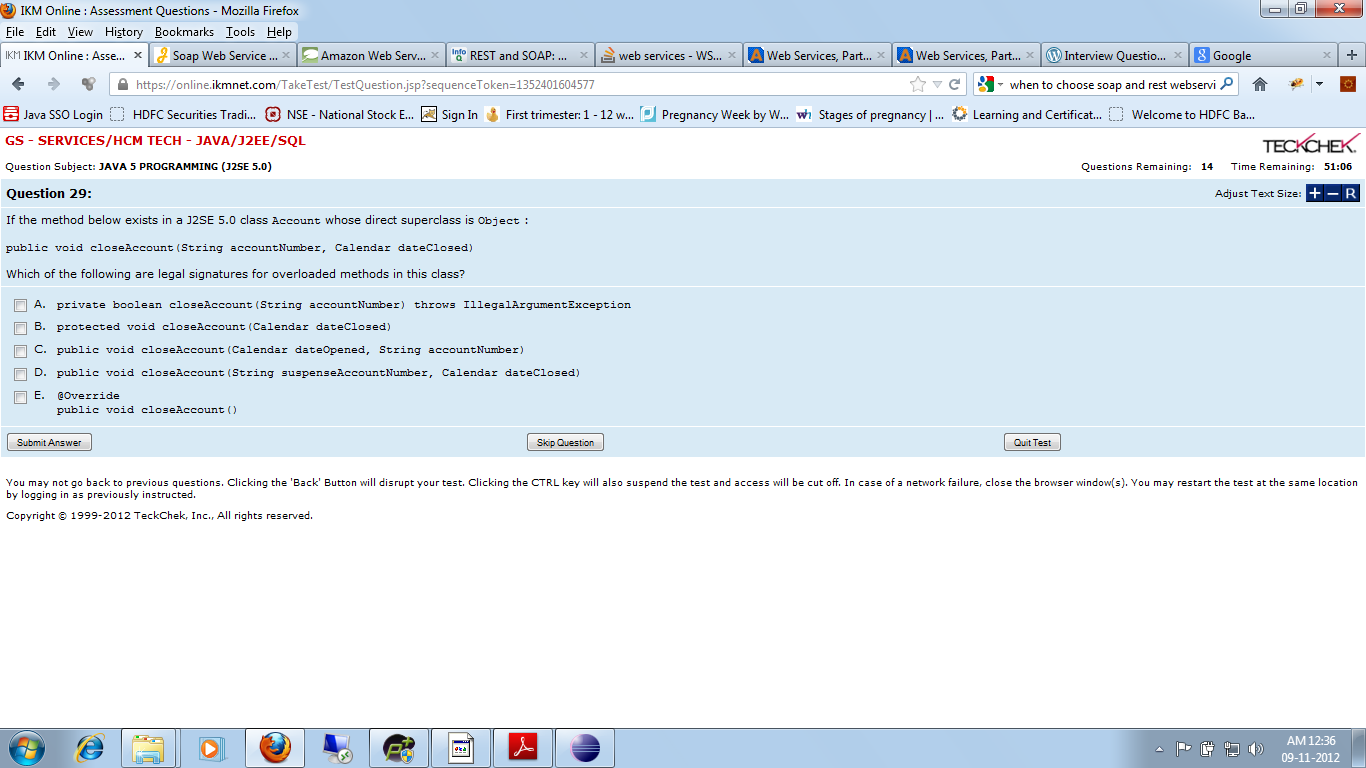 IKM Online : Assessment Questions - Mozilla Firefox
File Edit View History Bookmarks Tools Help
IKM IKM Online : Asse... Soap Web Service ... Amazon Web Serv... Info Q REST and SOAP: ... web services - WS... Web Services, Part... Web Services, Part... Interview Questio... Google
https://online.ikmnet.com/TakeTest/TestQuestion.jsp?sequenceToken=1352401604577 when to choose soap and rest webservi
Java SSO Login HDFC Securities Tradi... NSE - National Stock E... Sign In First trimester: 1 - 12 w... Pregnancy Week by W... Stages of pregnancy | ... Learning and Certificat... Welcome to HDFC Ba...
GS - SERVICES/HCM TECH - JAVA/J2EE/SQL TECKCHEK
Question Subject: JAVA 5 PROGRAMMING (J2SE 5.0) Questions Remaining: 14 Time Remaining: 51:06
Question 29: Adjust Text Size: + − R
If the method below exists in a J2SE 5.0 class Account whose direct superclass is Object :
public void closeAccount(String accountNumber, Calendar dateClosed)
Which of the following are legal signatures for overloaded methods in this class?
A. private boolean closeAccount(String accountNumber) throws IllegalArgumentException
B. protected void closeAccount(Calendar dateClosed)
C. public void closeAccount(Calendar dateOpened, String accountNumber)
D. public void closeAccount(String suspenseAccountNumber, Calendar dateClosed)
E. @Override
public void closeAccount()
Submit Answer Skip Question Quit Test
You may not go back to previous questions. Clicking the 'Back' Button will disrupt your test. Clicking the CTRL key will also suspend the test and access will be cut off. In case of a network failure, close the browser window(s). You may restart the test at the same location
by logging in as previously instructed.
Copyright © 1999-2012 TeckChek, Inc., All rights reserved.
AM 12:36
09-11-2012